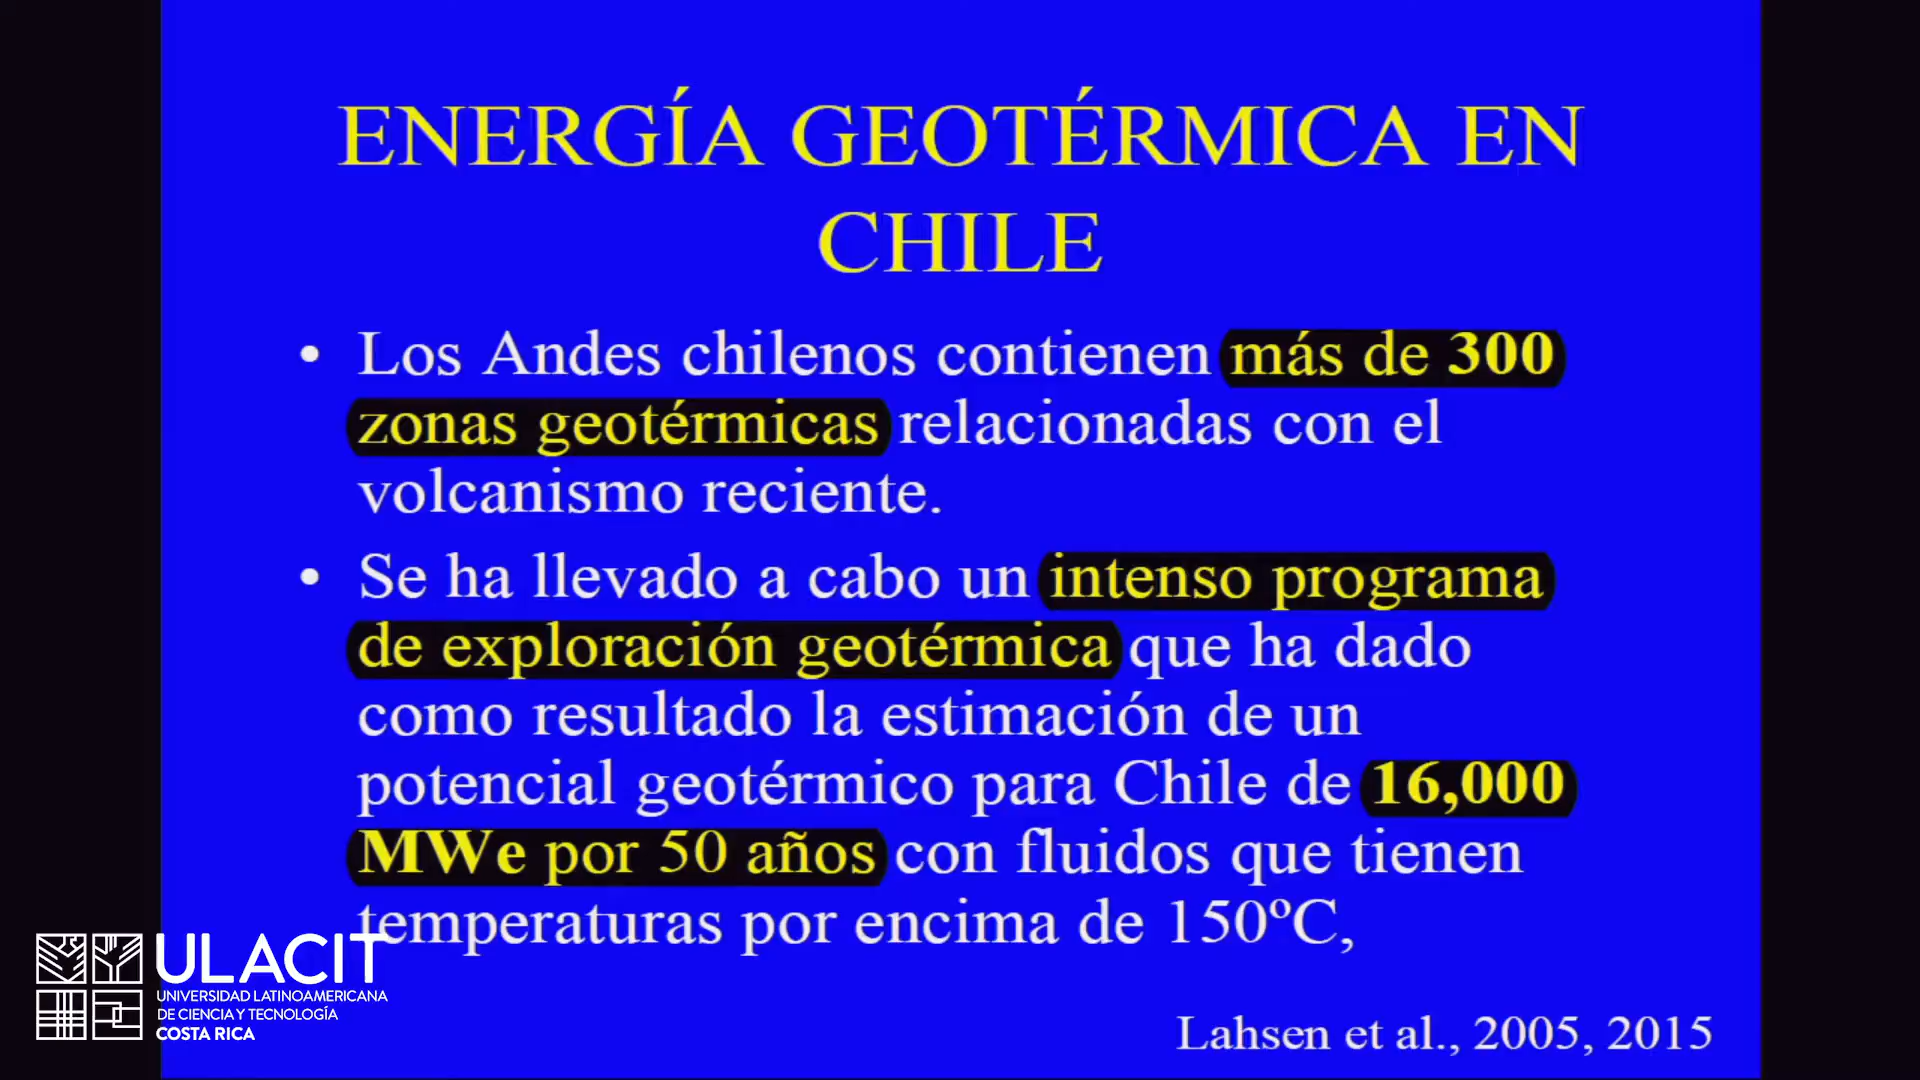 ENERGÍA GEOTÉRMICA EN
CHILE
• Los Andes chilenos contienen más de 300
zonas geotérmicas relacionadas con el
volcanismo reciente.
• Se ha llevado a cabo un intenso programa
de exploración geotérmica que ha dado
como resultado la estimación de un
potencial geotérmico para Chile de 16,000
MWe por 50 años con fluidos que tienen
temperaturas por encima de 150ºC,
Lahsen et al., 2005, 2015
ULACIT
UNIVERSIDAD LATINOAMERICANA
DE CIENCIA Y TECNOLOGÍA
COSTA RICA